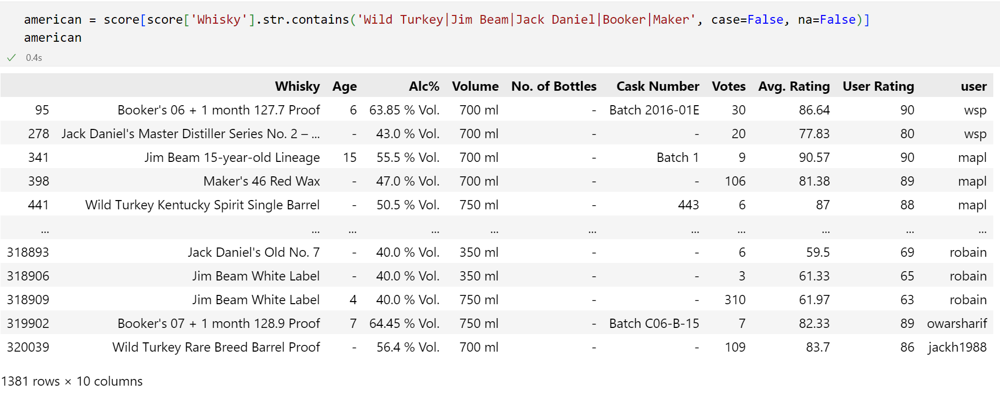 american = score[score['Whisky'].str.contains('Wild Turkey|Jim Beam|Jack Daniel|Booker|Maker', case=False, na=False)]
american
✓ 0.4s
Whisky Age Alc% Volume No. of Bottles Cask Number Votes Avg. Rating User Rating user
95 Booker's 06 + 1 month 127.7 Proof 6 63.85 % Vol. 700 ml - Batch 2016-01E 30 86.64 90 wsp
278 Jack Daniel's Master Distiller Series No. 2 – ... - 43.0 % Vol. 700 ml - - 20 77.83 80 wsp
341 Jim Beam 15-year-old Lineage 15 55.5 % Vol. 700 ml - Batch 1 9 90.57 90 mapl
398 Maker's 46 Red Wax - 47.0 % Vol. 700 ml - - 106 81.38 89 mapl
441 Wild Turkey Kentucky Spirit Single Barrel - 50.5 % Vol. 750 ml - 443 6 87 88 mapl
... ... ... ... ... ... ... ... ... ... ...
318893 Jack Daniel's Old No. 7 - 40.0 % Vol. 350 ml - - 6 59.5 69 robain
318906 Jim Beam White Label - 40.0 % Vol. 350 ml - - 3 61.33 65 robain
318909 Jim Beam White Label 4 40.0 % Vol. 750 ml - - 310 61.97 63 robain
319902 Booker's 07 + 1 month 128.9 Proof 7 64.45 % Vol. 750 ml - Batch C06-B-15 7 82.33 89 owarsharif
320039 Wild Turkey Rare Breed Barrel Proof - 56.4 % Vol. 700 ml - - 109 83.7 86 jackh1988
1381 rows × 10 columns